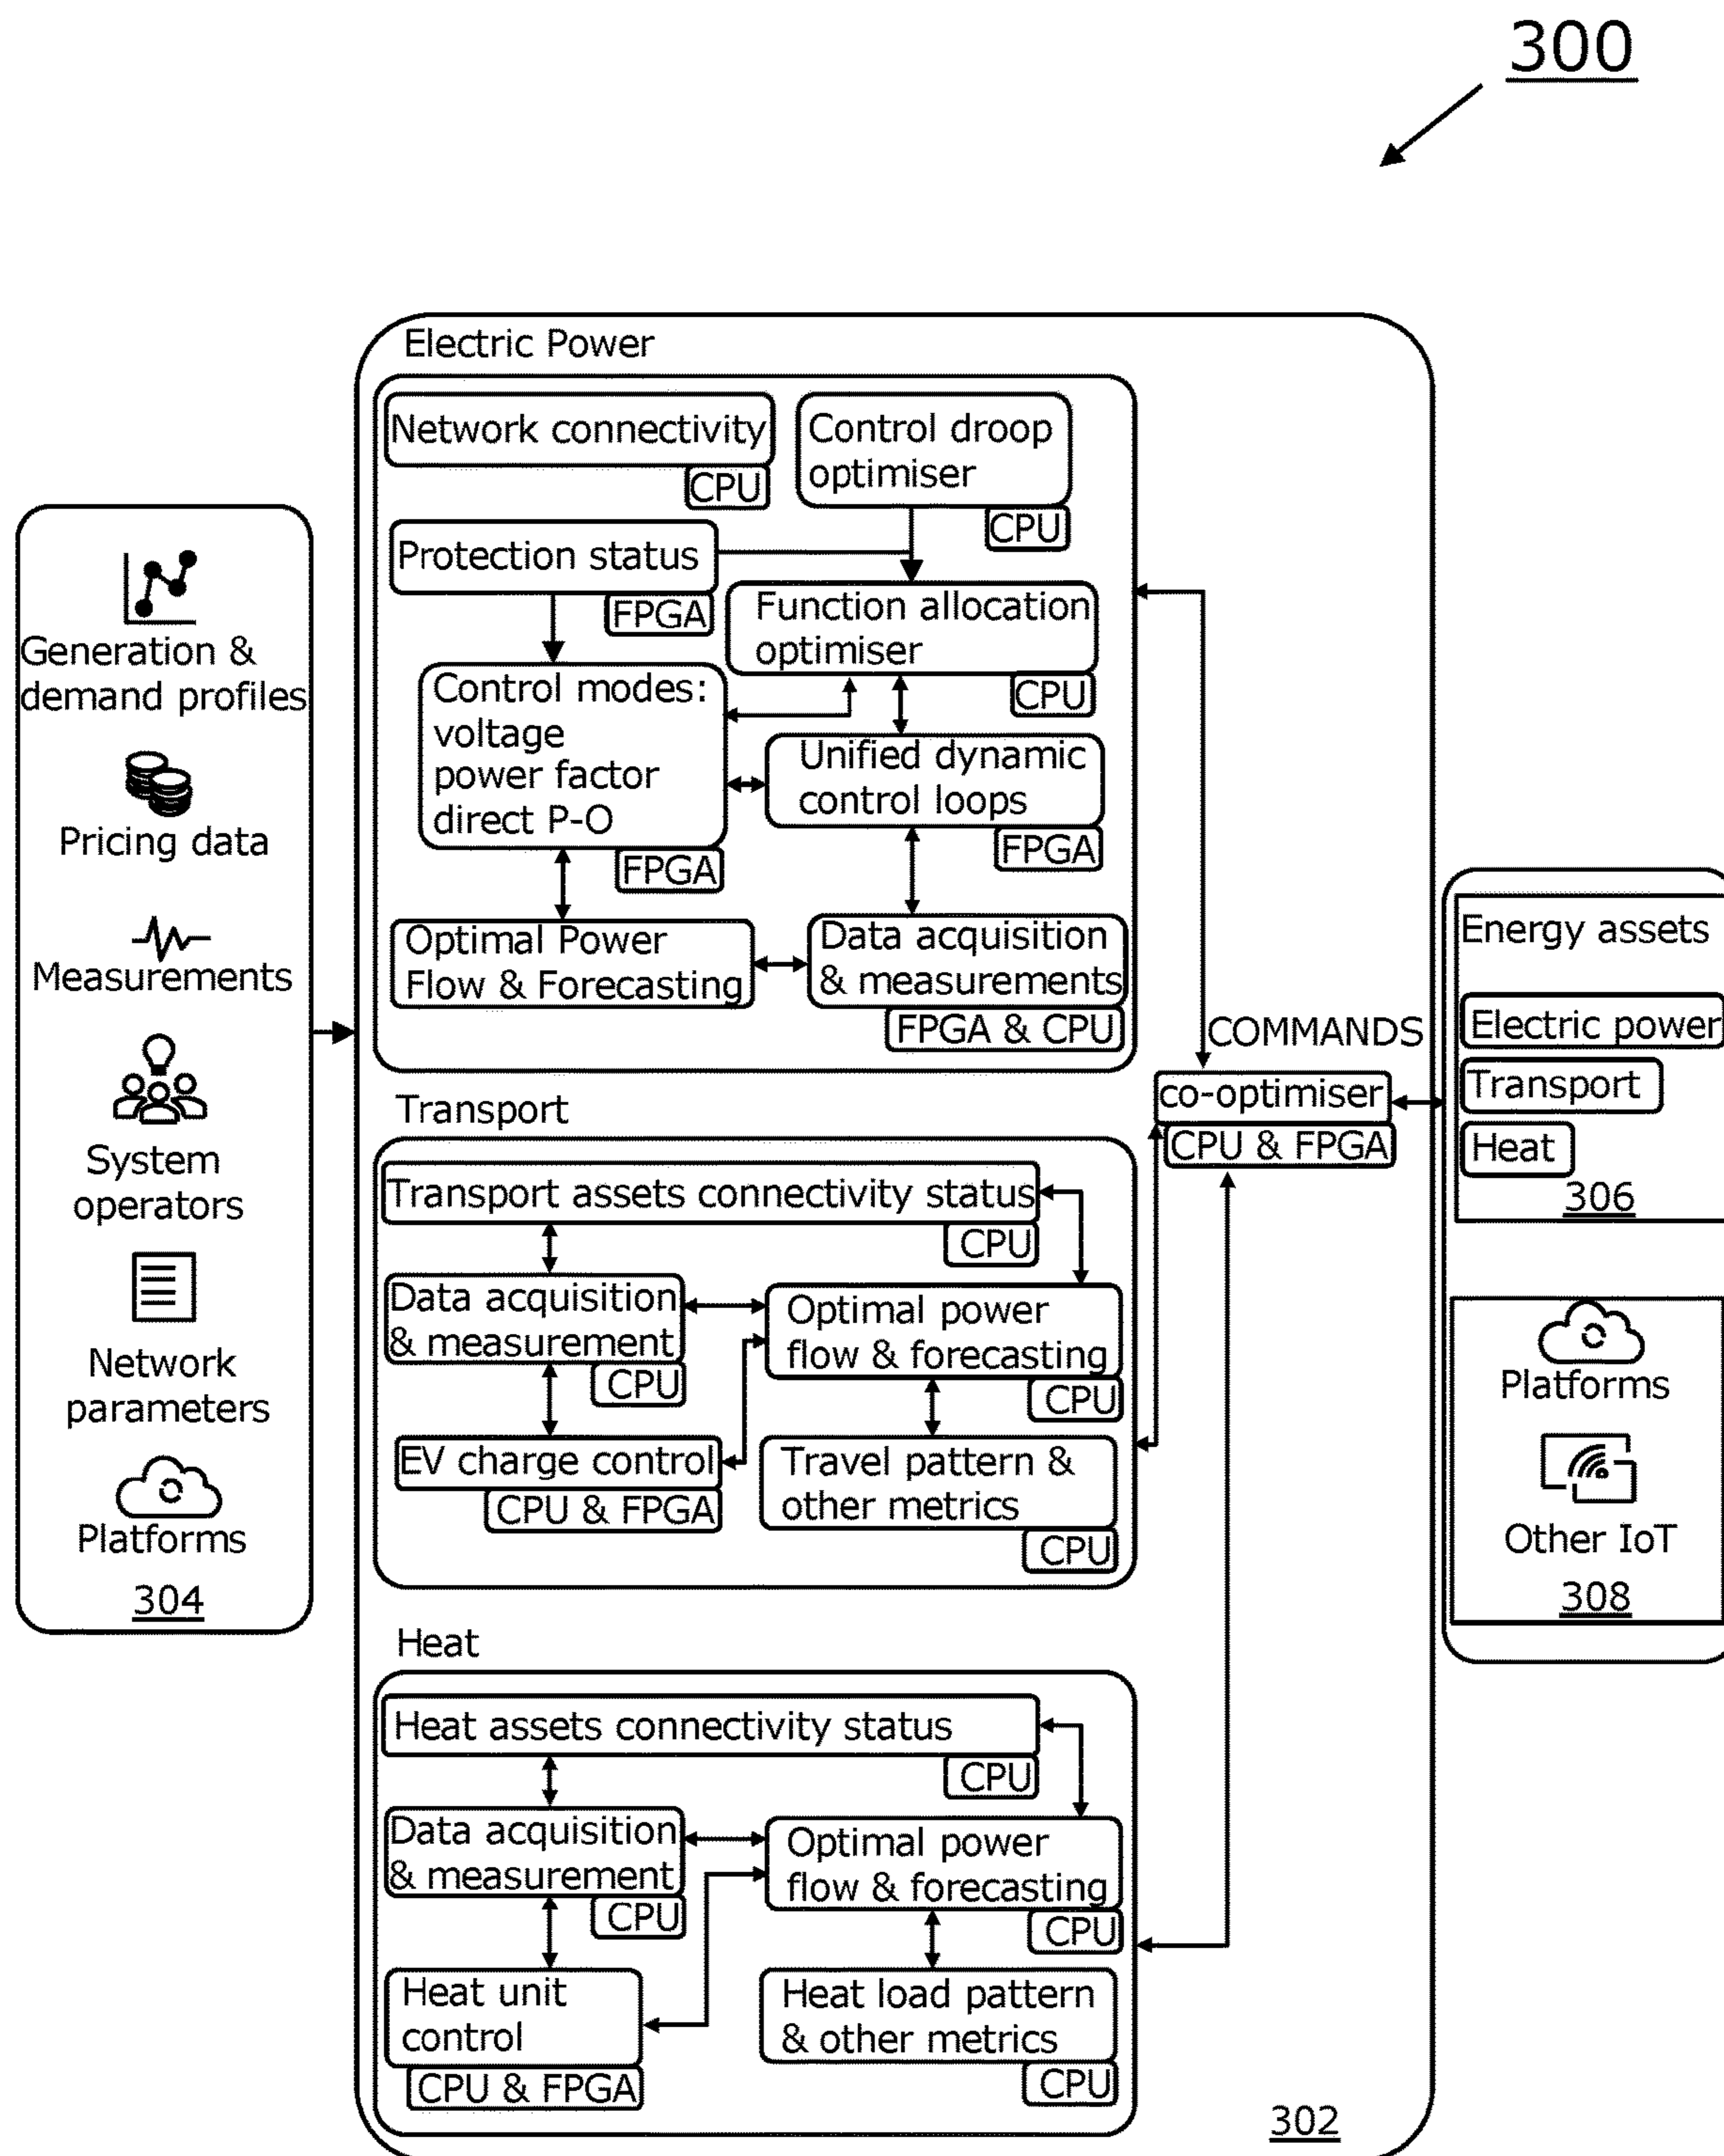 300
Generation &
demand profiles
Pricing data
Measurements
System
operators
Network
parameters
Platforms
304
Electric Power
Network connectivity
CPU
Control droop
optimiser
CPU
Protection status
FPGA
Function allocation
optimiser
CPU
Control modes:
voltage
power factor
direct P-O
FPGA
Unified dynamic
control loops
FPGA
Optimal Power
Flow & Forecasting
Data acquisition
& measurements
FPGA & CPU
Transport
Transport assets connectivity status
CPU
Data acquisition
& measurement
CPU
Optimal power
flow & forecasting
CPU
EV charge control
CPU & FPGA
Travel pattern &
other metrics
CPU
Heat
Heat assets connectivity status
CPU
Data acquisition
& measurement
CPU
Optimal power
flow & forecasting
CPU
Heat unit
control
CPU & FPGA
Heat load pattern
& other metrics
CPU
COMMANDS
co-optimiser
CPU & FPGA
302
Energy assets
Electric power
Transport
Heat
306
Platforms
Other IoT
308